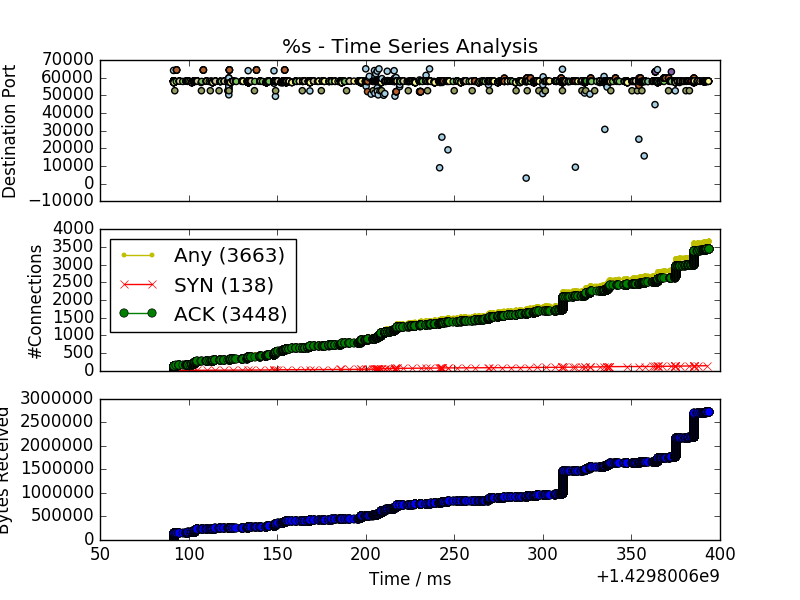 %s - Time Series Analysis
70000
60000
50000
40000
30000
20000
10000
0
−10000
Destination Port
4000
3500
3000
2500
2000
1500
1000
500
0
#Connections
Any (3663)
SYN (138)
ACK (3448)
3000000
2500000
2000000
1500000
1000000
500000
0
Bytes Received
50 100 150 200 250 300 350 400
Time / ms
+1.4298006e9